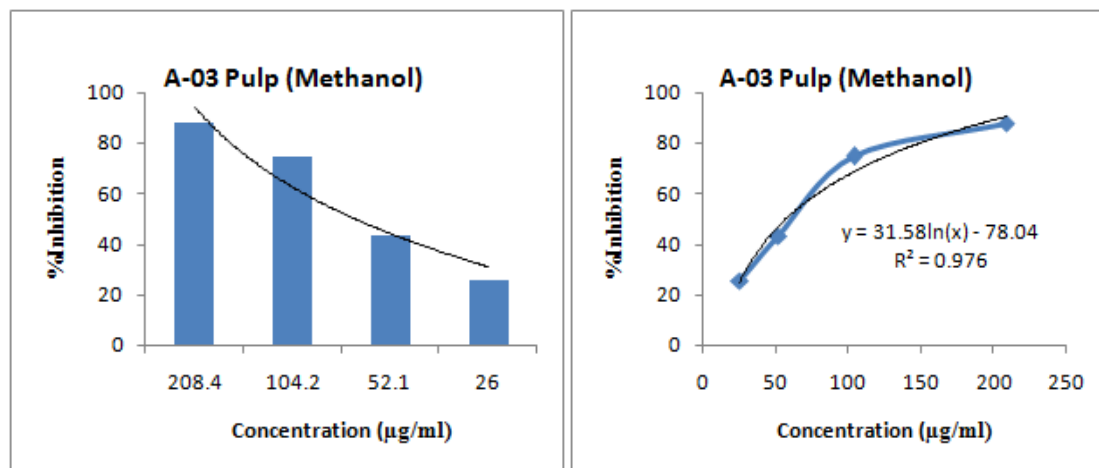 A-03 Pulp (Methanol)
100
80
60
40
20
0
%Inhibition
208.4 104.2 52.1 26
Concentration (µg/ml)
A-03 Pulp (Methanol)
100
80
60
40
20
0
%Inhibition
y = 31.58ln(x) - 78.04
R² = 0.976
0 50 100 150 200 250
Concentration (µg/ml)